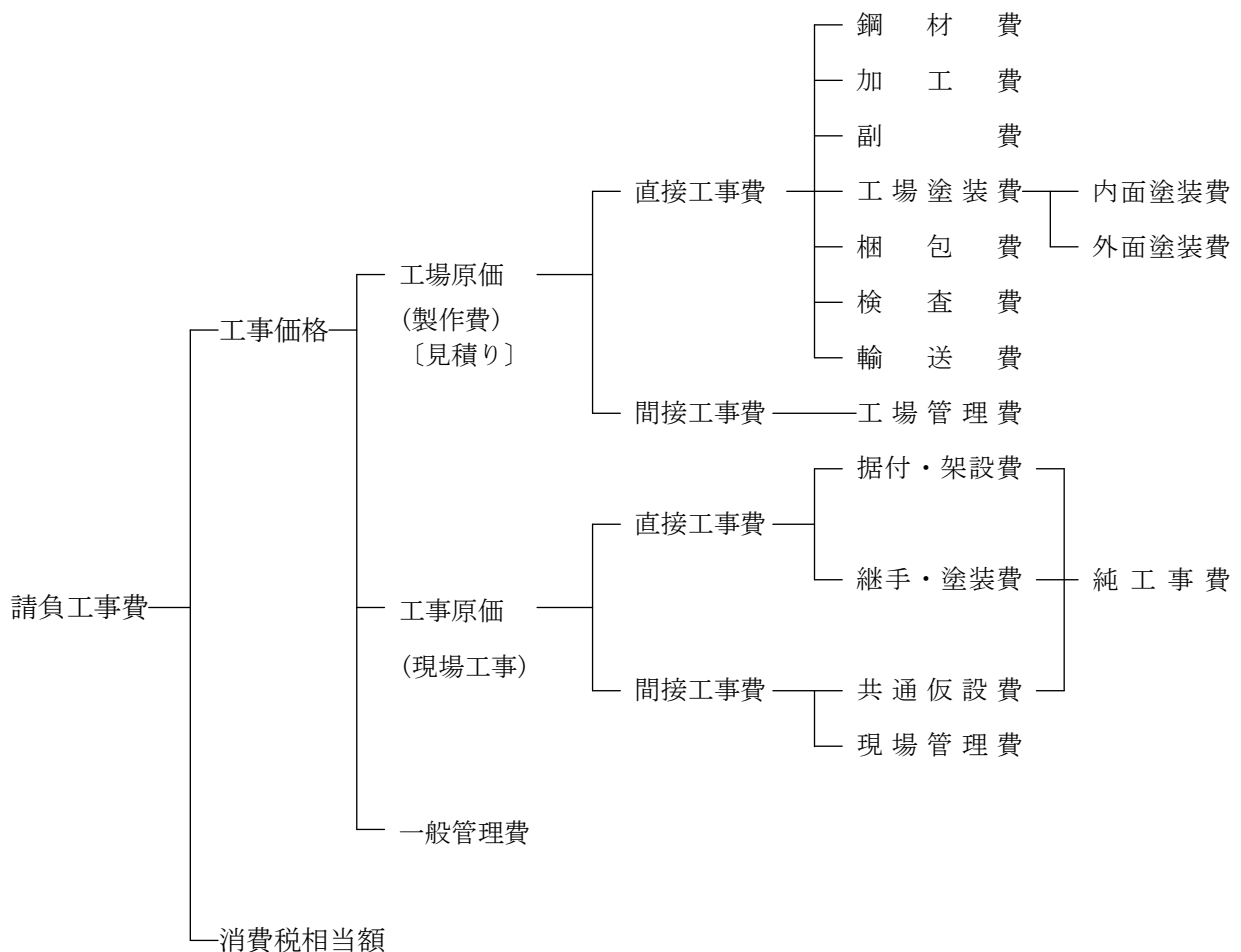 鋼材費
加工費
副費
直接工事費 工場塗装費 内面塗装費
梱包費 外面塗装費
工場原価
(製作費)
検査費
工事価格
〔見積り〕
輸送費
間接工事費 工場管理費
据付・架設費
直接工事費
継手・塗装費 純工事費
請負工事費 工事原価
(現場工事)
間接工事費 共通仮設費
現場管理費
一般管理費
消費税相当額